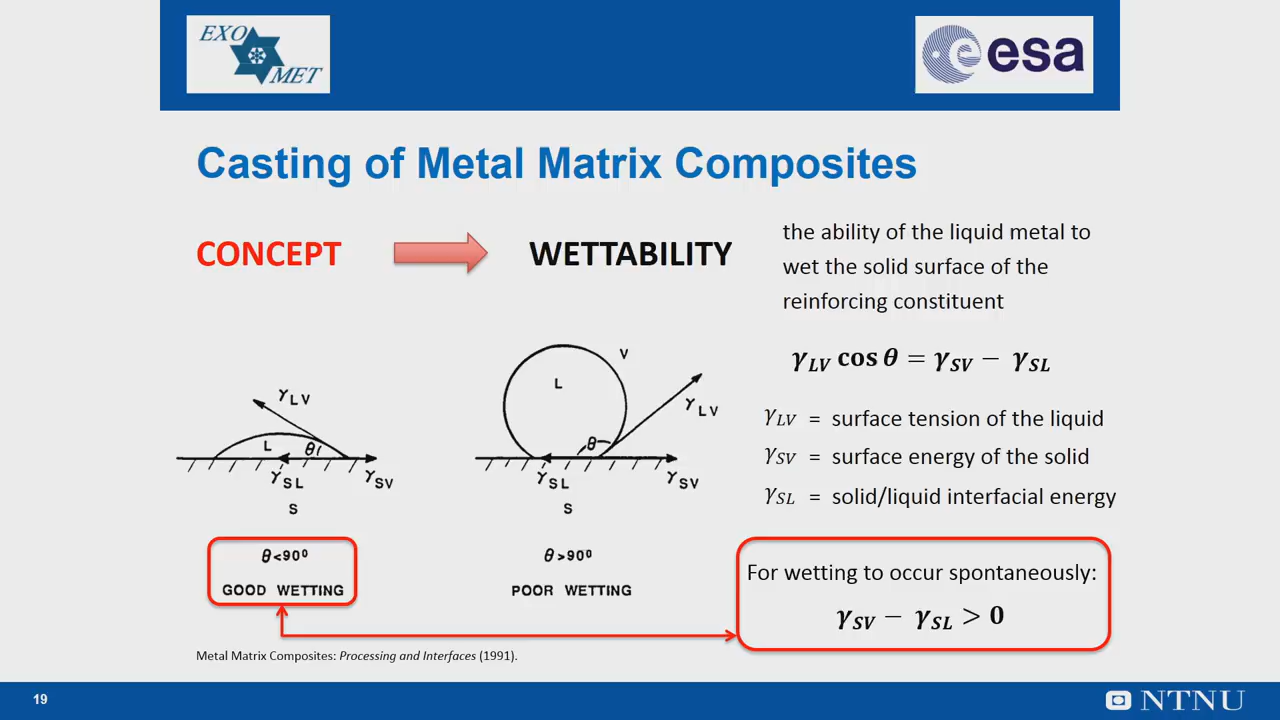 EXO
MET
esa
Casting of Metal Matrix Composites
CONCEPT
WETTABILITY
the ability of the liquid metal to
wet the solid surface of the
reinforcing constituent
γLV cos θ = γSV − γSL
γLV = surface tension of the liquid
γSV = surface energy of the solid
γSL = solid/liquid interfacial energy
γLV
L
θ
γSL
γSV
S
V
L
γLV
θ
γSL
γSV
S
θ<90°
GOOD WETTING
θ>90°
POOR WETTING
For wetting to occur spontaneously:
γSV − γSL > 0
Metal Matrix Composites: Processing and Interfaces (1991).
19
NTNU